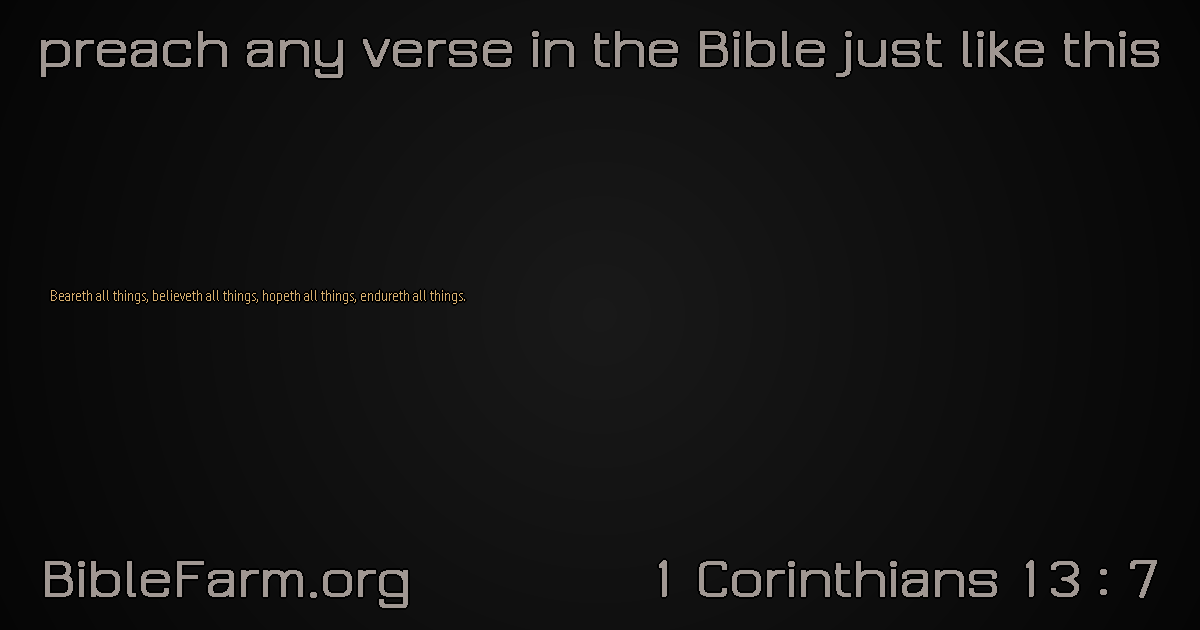 preach any verse in the Bible just like this
Beareth all things, believeth all things, hopeth all things, endureth all things.
BibleFarm.org
1 Corinthians 13 : 7